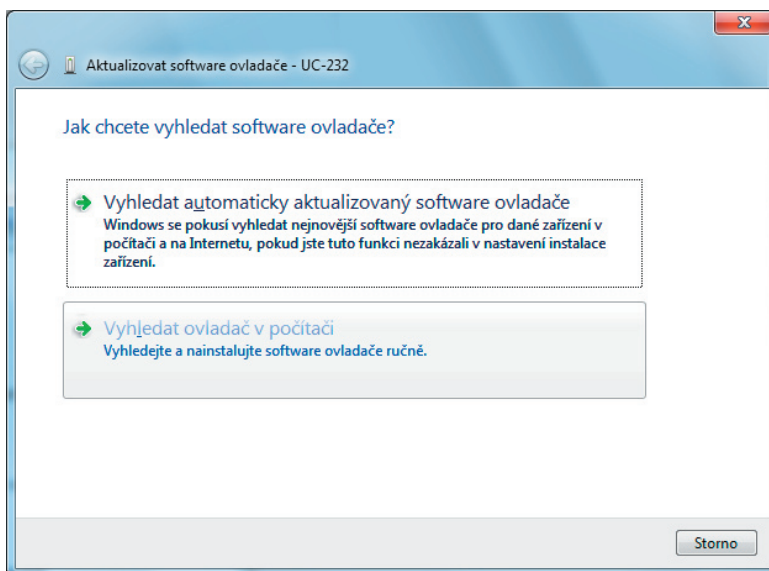 Aktualizovat software ovladače - UC-232
Jak chcete vyhledat software ovladače?
Vyhledat automaticky aktualizovaný software ovladače
Windows se pokusí vyhledat nejnovější software ovladače pro dané zařízení v
počítači a na Internetu, pokud jste tuto funkci nezakázali v nastavení instalace
zařízení.
Vyhledat ovladač v počítači
Vyhledejte a nainstalujte software ovladače ručně.
Storno